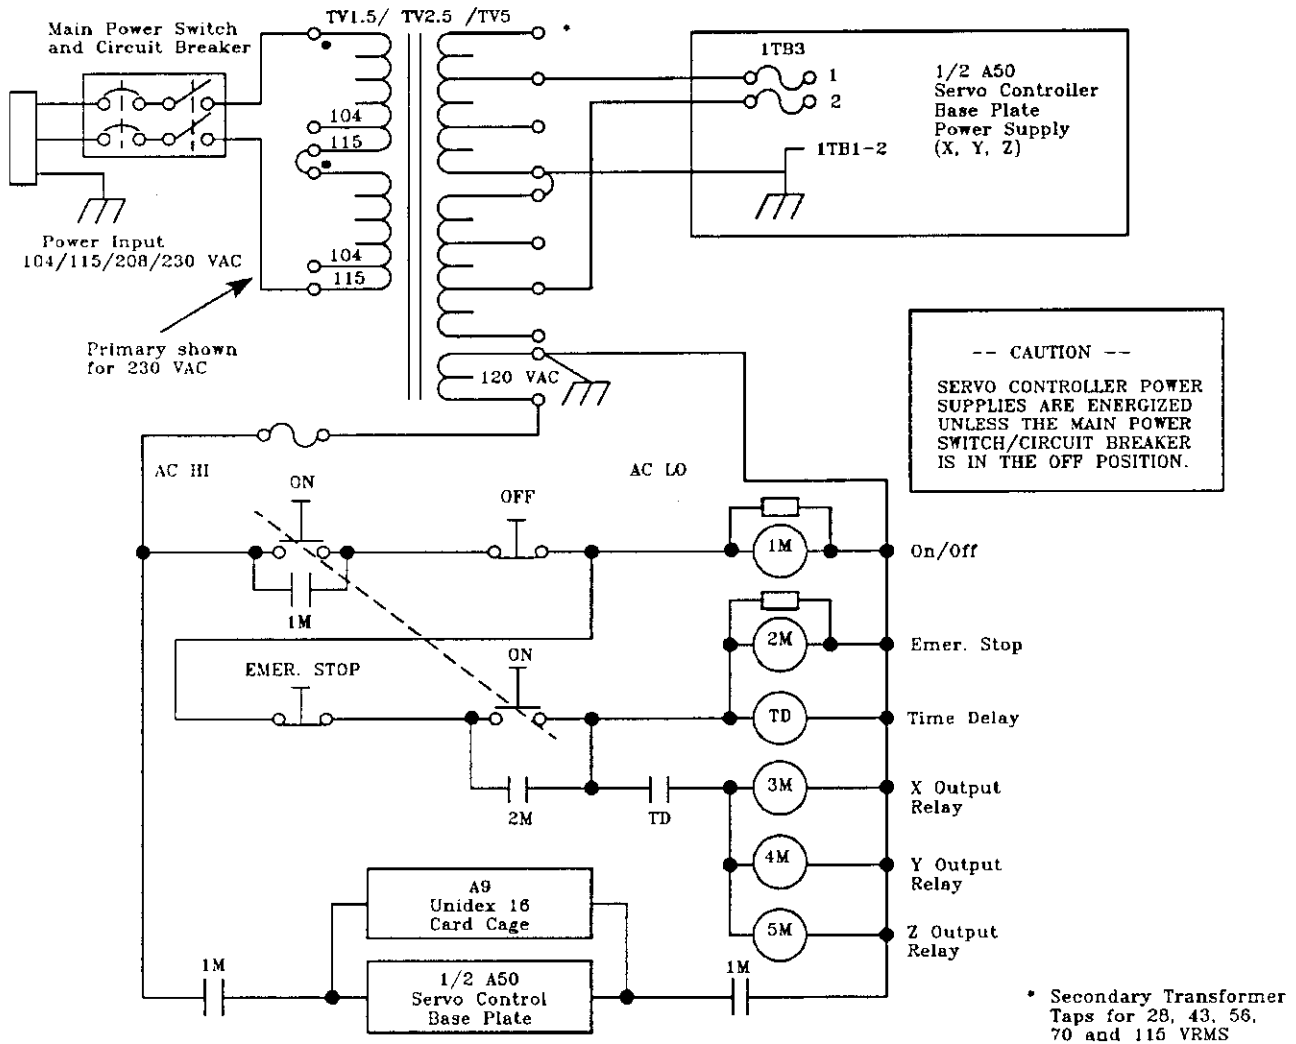 TV1.5/ TV2.5 /TV5
*
Main Power Switch
and Circuit Breaker
104
115
104
115
Power Input
104/115/208/230 VAC
Primary shown
for 230 VAC
1TB3
1
2
1TB1-2
1/2 A50
Servo Controller
Base Plate
Power Supply
(X, Y, Z)
120 VAC
-- CAUTION --
SERVO CONTROLLER POWER
SUPPLIES ARE ENERGIZED
UNLESS THE MAIN POWER
SWITCH/CIRCUIT BREAKER
IS IN THE OFF POSITION.
AC HI
AC LO
ON
OFF
1M
On/Off
1M
2M
Emer. Stop
EMER. STOP
ON
TD
Time Delay
2M
TD
3M
X Output
Relay
4M
Y Output
Relay
A9
Unidex 16
Card Cage
5M
Z Output
Relay
1M
1/2 A50
Servo Control
Base Plate
1M
* Secondary Transformer
Taps for 28, 43, 56,
70 and 115 VRMS